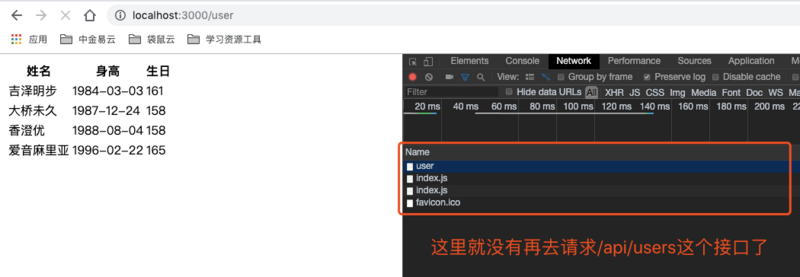 localhost:3000/user
应用 中金易云 袋鼠云 学习资源工具
姓名 身高 生日
吉泽明步 1984-03-03 161
大桥未久 1987-12-24 158
香澄优 1988-08-04 158
爱音麻里亚 1996-02-22 165
Elements Console Network Performance Sources Application
View: Group by frame Preserve log Disable cache
Filter Hide data URLs All XHR JS CSS Img Media Font Doc WS
20 ms 40 ms 60 ms 80 ms 100 ms 120 ms 140 ms 160 ms 180 ms 200 ms
Name
user
index.js
index.js
favicon.ico
这里就没有再去请求/api/users这个接口了